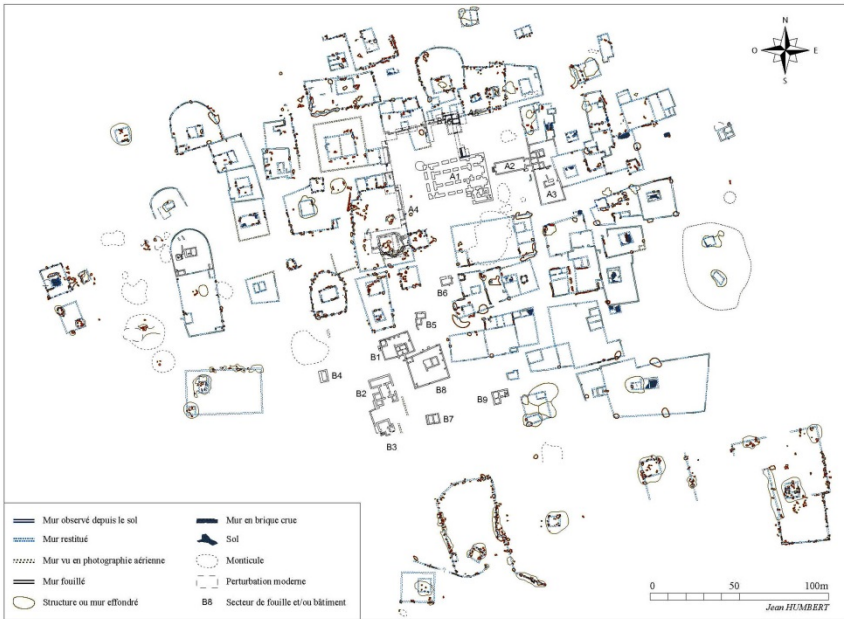 N
O E
S
A1
A2
A3
A4
B6
B5
B1
B8
B4
B2
B9
B7
B3
Mur observé depuis le sol
Mur restitué
Mur vu en photographie aérienne
Mur fouillé
Structure ou mur effondré
Mur en brique crue
Sol
Monticule
Perturbation moderne
B8 Secteur de fouille et/ou bâtiment
0 50 100m
Jean HUMBERT